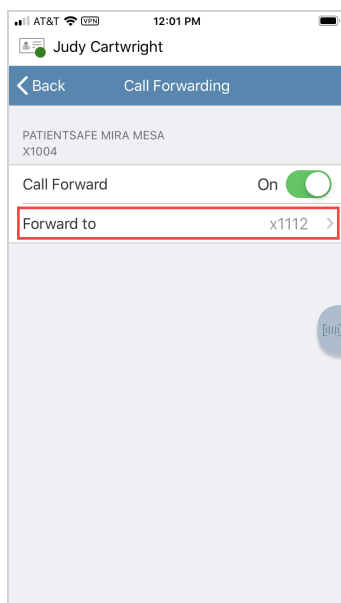 AT&T VPN 12:01 PM
Judy Cartwright
Back Call Forwarding
PATIENTSAFE MIRA MESA
X1004
Call Forward On
Forward to x1112